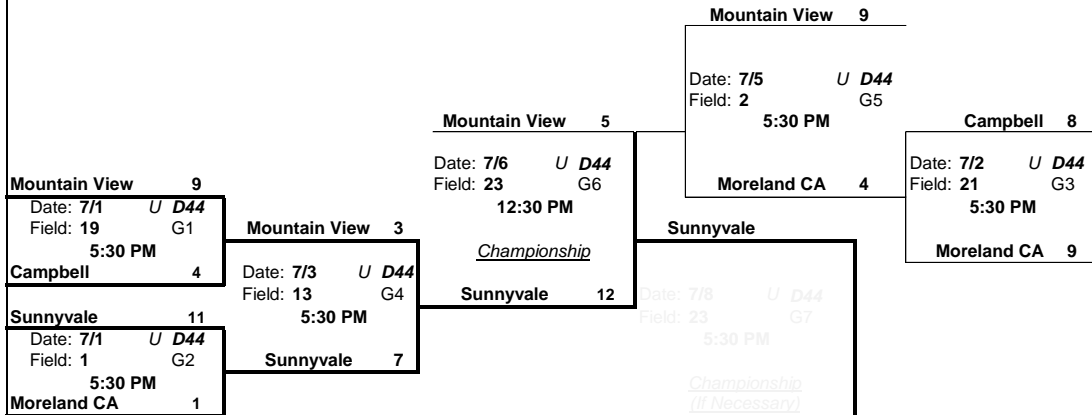 Mountain View 9
Date: 7/5 U D44
Field: 2 G5
5:30 PM
Mountain View 5
Campbell 8
Date: 7/6 U D44
Field: 23 G6
12:30 PM
Championship
Date: 7/2 U D44
Field: 21 G3
5:30 PM
Mountain View 9
Moreland CA 4
Date: 7/1 U D44
Field: 19 G1
5:30 PM
Mountain View 3
Sunnyvale
Moreland CA 9
Campbell 4
Date: 7/3 U D44
Field: 13 G4
5:30 PM
Sunnyvale 12
Date: 7/8 U D44
Field: 23 G7
5:30 PM
Championship
(If Necessary)
Sunnyvale 11
Date: 7/1 U D44
Field: 1 G2
5:30 PM
Sunnyvale 7
Moreland CA 1